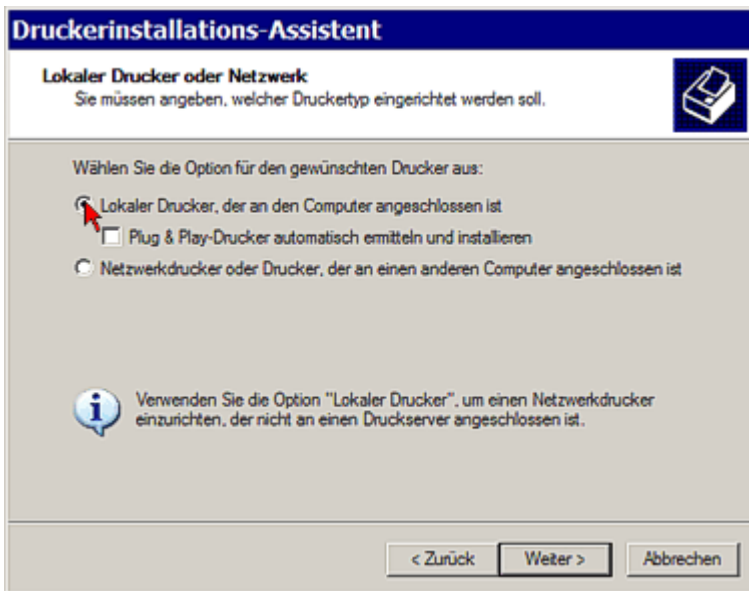 Druckerinstallations-Assistent
Lokaler Drucker oder Netzwerk
Sie müssen angeben, welcher Druckertyp eingerichtet werden soll.
Wählen Sie die Option für den gewünschten Drucker aus:
Lokaler Drucker, der an den Computer angeschlossen ist
Plug & Play-Drucker automatisch ermitteln und installieren
Netzwerkdrucker oder Drucker, der an einen anderen Computer angeschlossen ist
Verwenden Sie die Option "Lokaler Drucker", um einen Netzwerkdrucker
einzurichten, der nicht an einen Druckserver angeschlossen ist.
< Zurück Weiter > Abbrechen